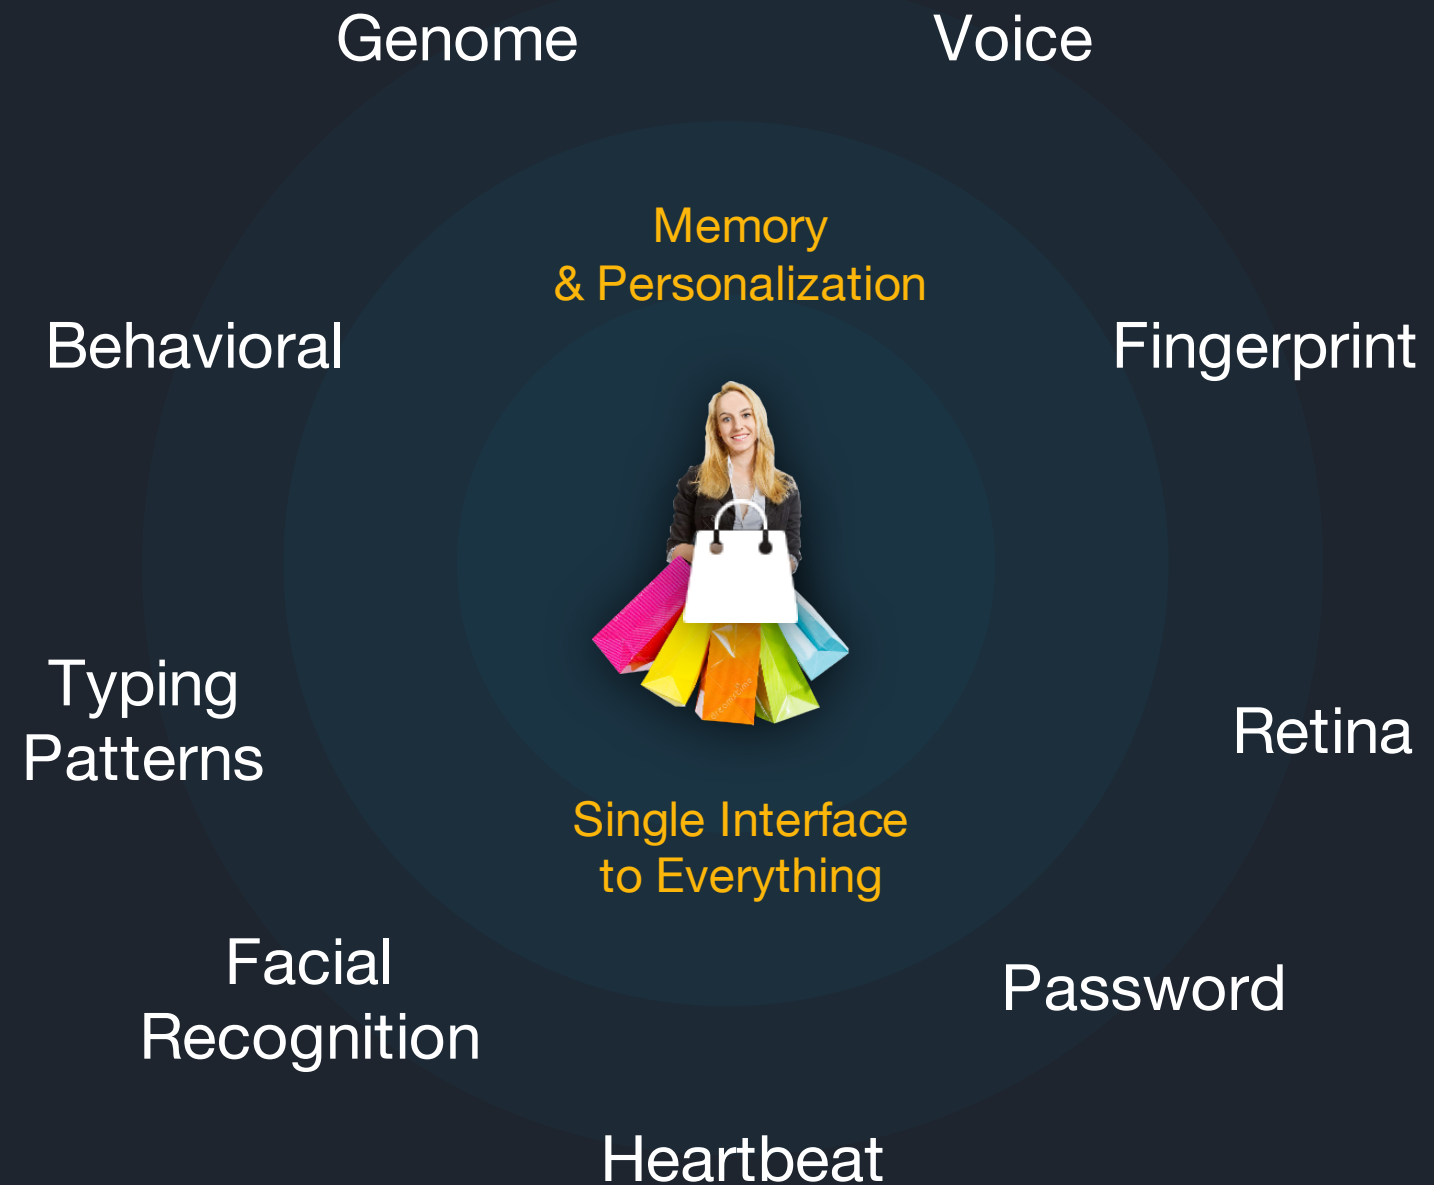 Genome
Voice
Memory
& Personalization
Behavioral
Fingerprint
Typing
Patterns
Retina
Single Interface
to Everything
Facial
Recognition
Password
Heartbeat